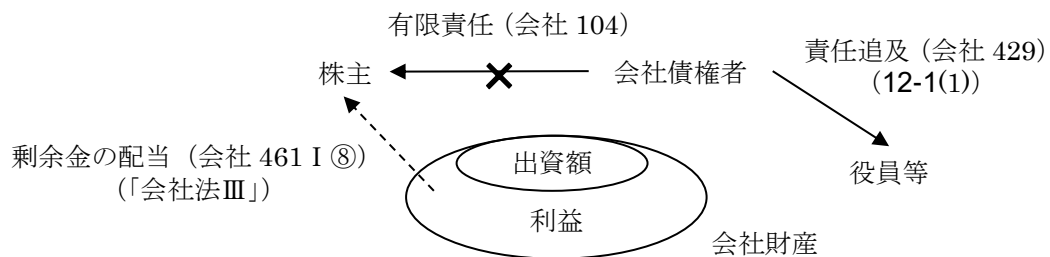 有限責任（会社 104）
株主
会社債権者
責任追及（会社 429）
（12-1(1)）
剰余金の配当（会社 461Ⅰ⑧）
（「会社法Ⅲ」）
出資額
役員等
利益
会社財産